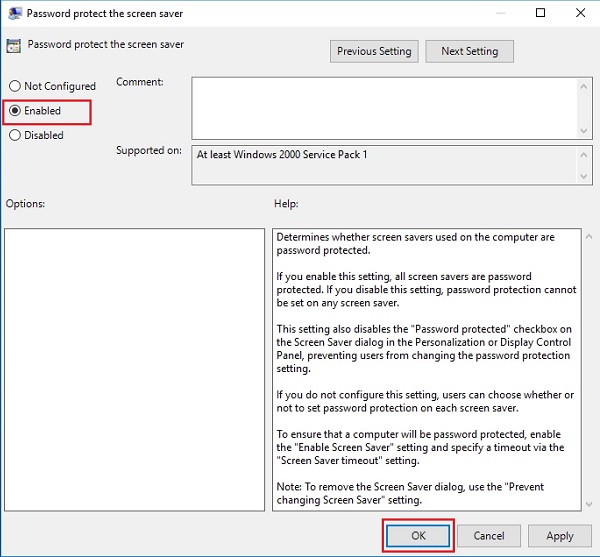 Password protect the screen saver
Password protect the screen saver
Previous Setting
Next Setting
Not Configured
Enabled
Disabled
Comment:
Supported on:
At least Windows 2000 Service Pack 1
Options:
Help:
Determines whether screen savers used on the computer are
password protected.
If you enable this setting, all screen savers are password
protected. If you disable this setting, password protection cannot
be set on any screen saver.
This setting also disables the "Password protected" checkbox on
the Screen Saver dialog in the Personalization or Display Control
Panel, preventing users from changing the password protection
setting.
If you do not configure this setting, users can choose whether or
not to set password protection on each screen saver.
To ensure that a computer will be password protected, enable
the "Enable Screen Saver" setting and specify a timeout via the
"Screen Saver timeout" setting.
Note: To remove the Screen Saver dialog, use the "Prevent
changing Screen Saver" setting.
OK
Cancel
Apply